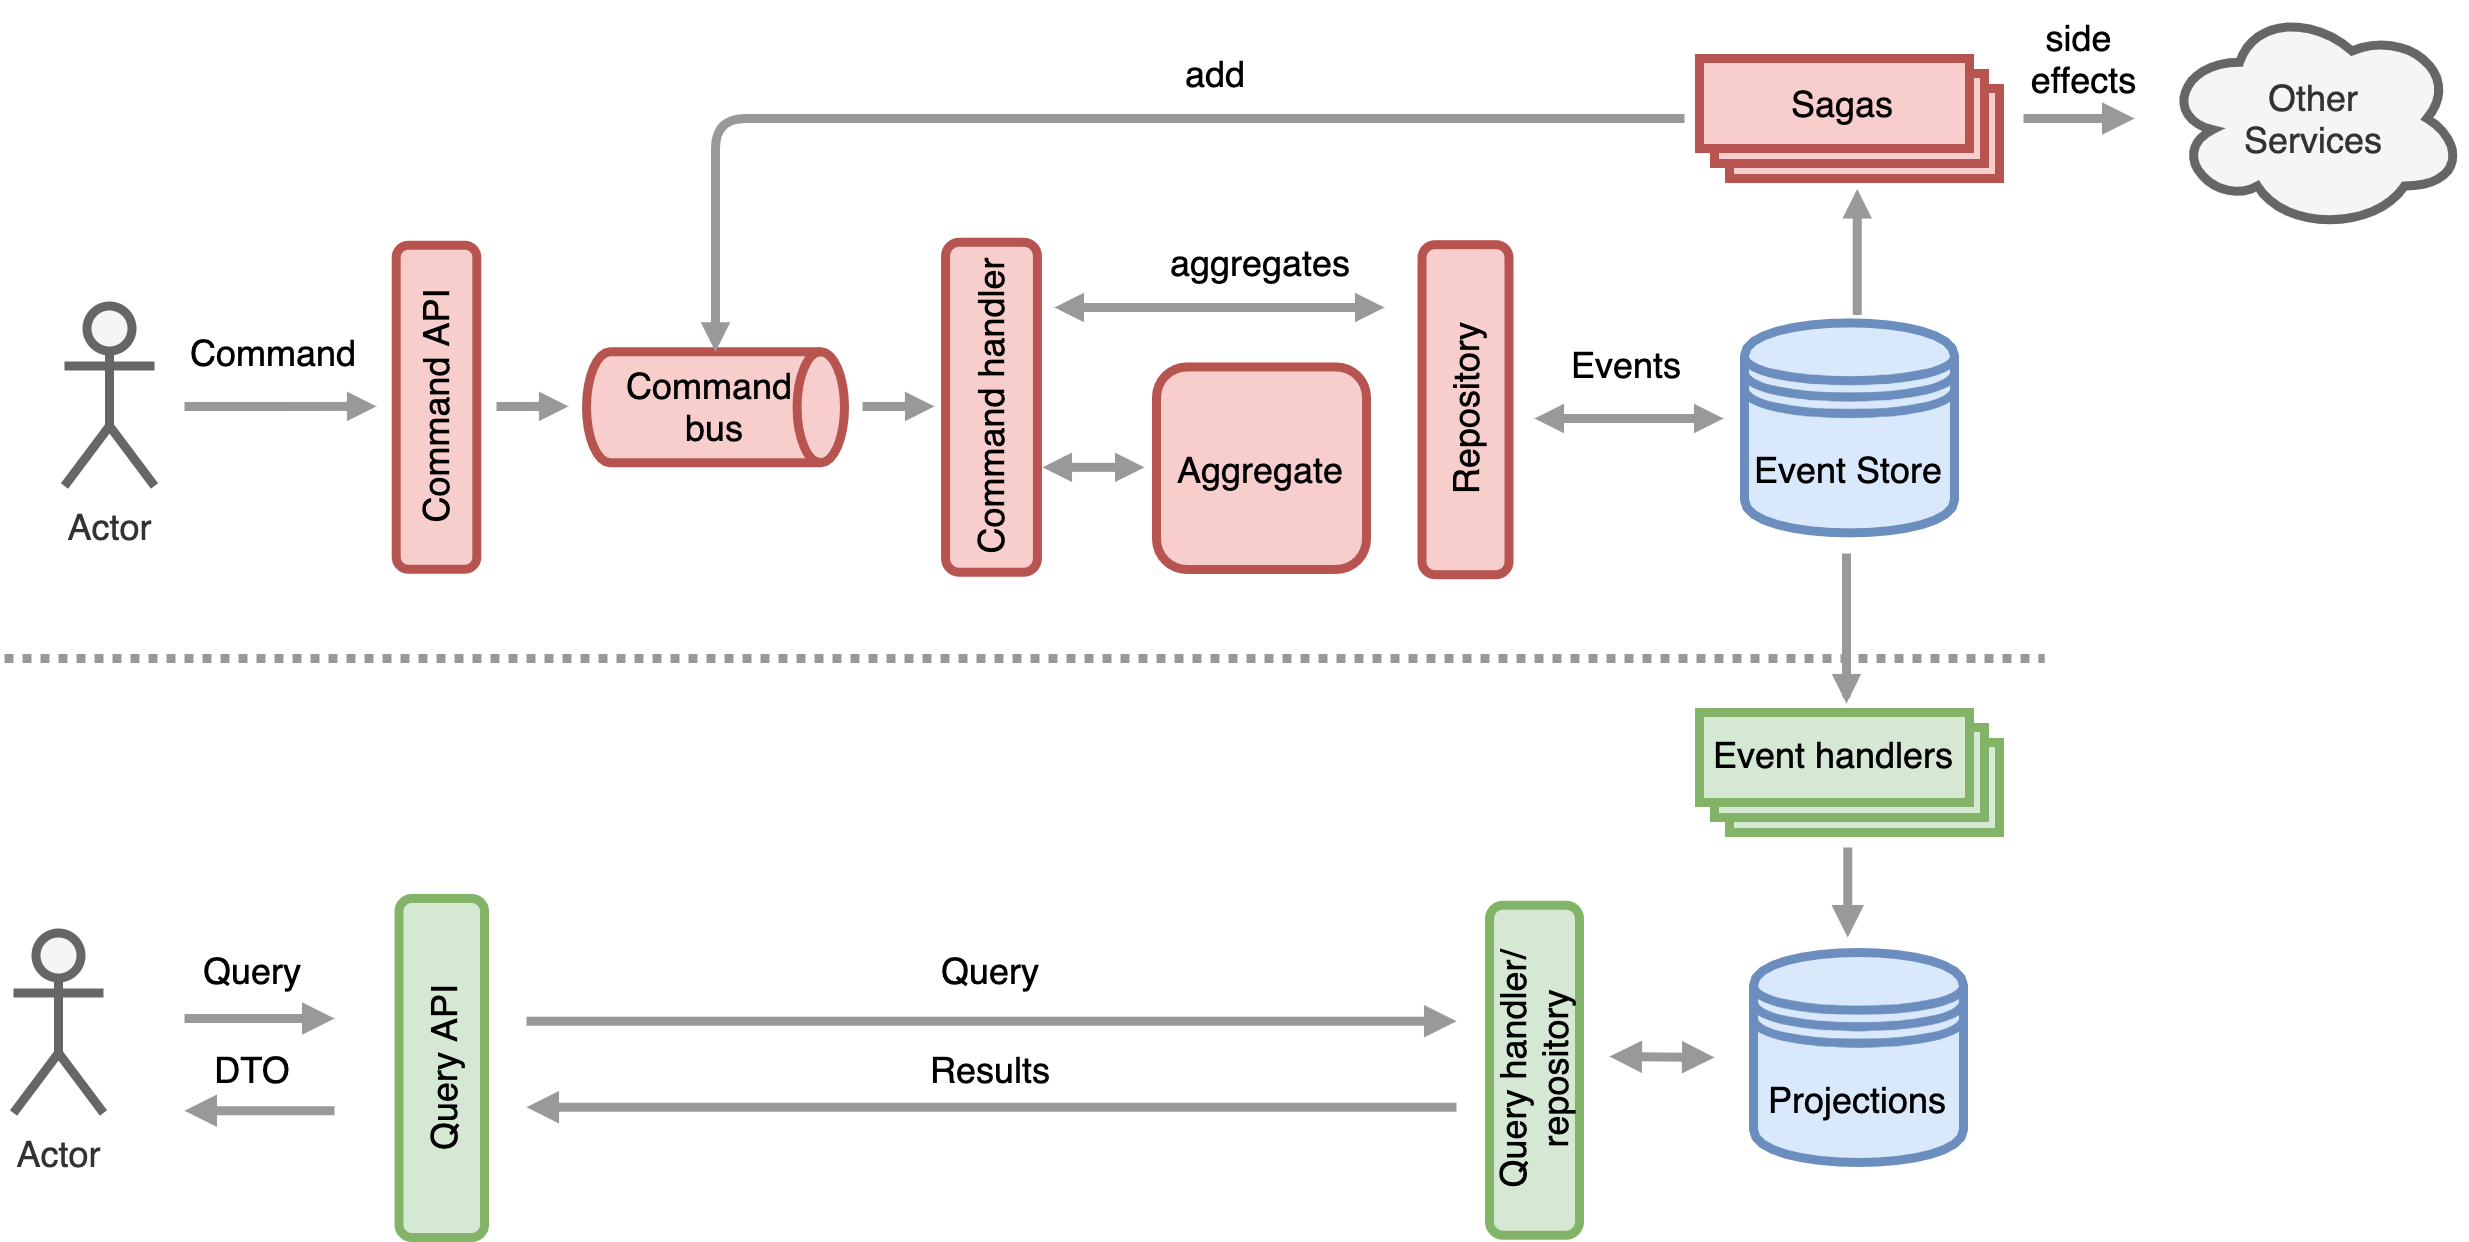 side
effects
add
Sagas
Other
Services
aggregates
Command
Command API
Command
bus
Command handler
Aggregate
Repository
Events
Event Store
Actor
Event handlers
Query
DTO
Actor
Query API
Query
Results
Query handler/
repository
Projections